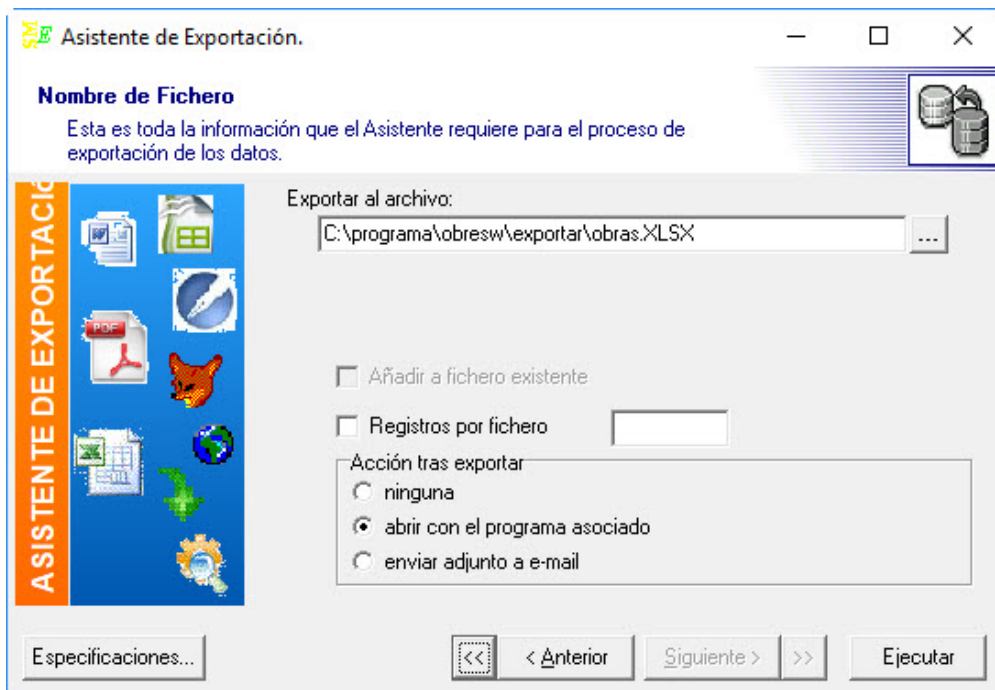 SME Asistente de Exportación.
Nombre de Fichero
Esta es toda la información que el Asistente requiere para el proceso de
exportación de los datos.
ASISTENTE DE EXPORTACIÓ
PDF
Exportar al archivo:
C:\programa\obresw\exportar\obras.XLSX
...
Añadir a fichero existente
Registros por fichero
Acción tras exportar
ninguna
abrir con el programa asociado
enviar adjunto a e-mail
Especificaciones...
<<
< Anterior
Siguiente >
>>
Ejecutar